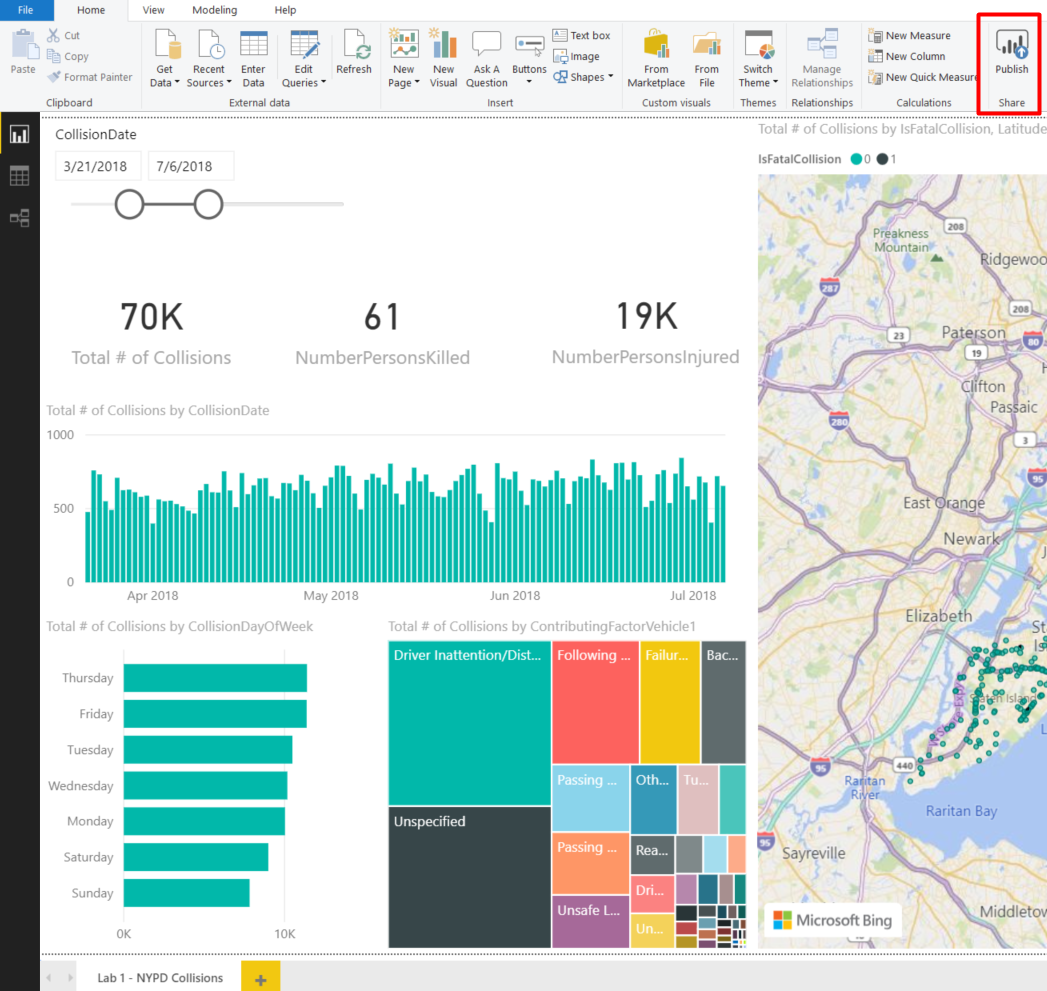 File Home View Modeling Help
Paste
Cut
Copy
Format Painter
Clipboard
Get Data
Recent Sources
Enter Data
Edit Queries
Refresh
External data
New Page
New Visual
Ask A Question
Buttons
Text box
Image
Shapes
Insert
From Marketplace
From File
Custom visuals
Switch Theme
Themes
Manage Relationships
Relationships
New Measure
New Column
New Quick Measure
Calculations
Publish
Share
CollisionDate
3/21/2018 7/6/2018
70K
Total # of Collisions
61
NumberPersonsKilled
19K
NumberPersonsInjured
Total # of Collisions by CollisionDate
1000
500
0
Apr 2018 May 2018 Jun 2018 Jul 2018
Total # of Collisions by CollisionDayOfWeek
Thursday
Friday
Tuesday
Wednesday
Monday
Saturday
Sunday
0K 10K
Total # of Collisions by ContributingFactorVehicle1
Driver Inattention/Dist...
Following ...
Failur...
Bac...
Unspecified
Passing ...
Oth...
Tu...
Passing ...
Rea...
Dri...
Unsafe L...
Un...
Total # of Collisions by IsFatalCollision, Latitude
IsFatalCollision 0 1
Preakness
Mountain
208
Ridgewoo
287
208
23
Paterson
80
19
Clifton
Passaic
280
3
95
East Orange
Newark
Elizabeth
St
Is
Staten Island
440
95
Raritan
River
Raritan Bay
95
Sayreville
Middletow
Microsoft Bing
Lab 1 - NYPD Collisions
+